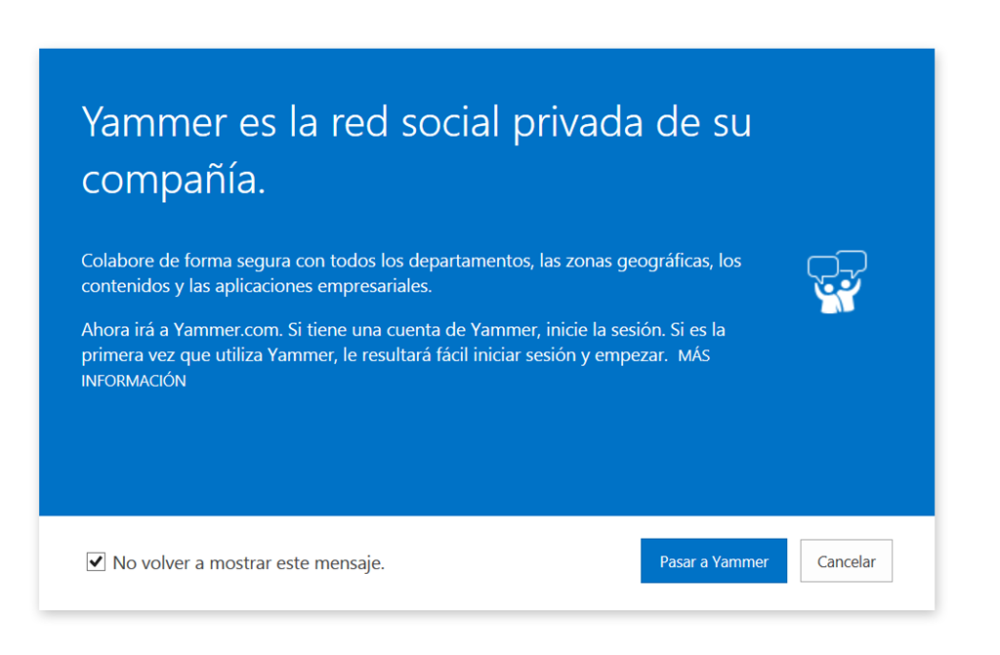 Yammer es la red social privada de su
compañía.
Colabore de forma segura con todos los departamentos, las zonas geográficas, los
contenidos y las aplicaciones empresariales.
Ahora irá a Yammer.com. Si tiene una cuenta de Yammer, inicie la sesión. Si es la
primera vez que utiliza Yammer, le resultará fácil iniciar sesión y empezar. MÁS
INFORMACIÓN
No volver a mostrar este mensaje.
Pasar a Yammer
Cancelar